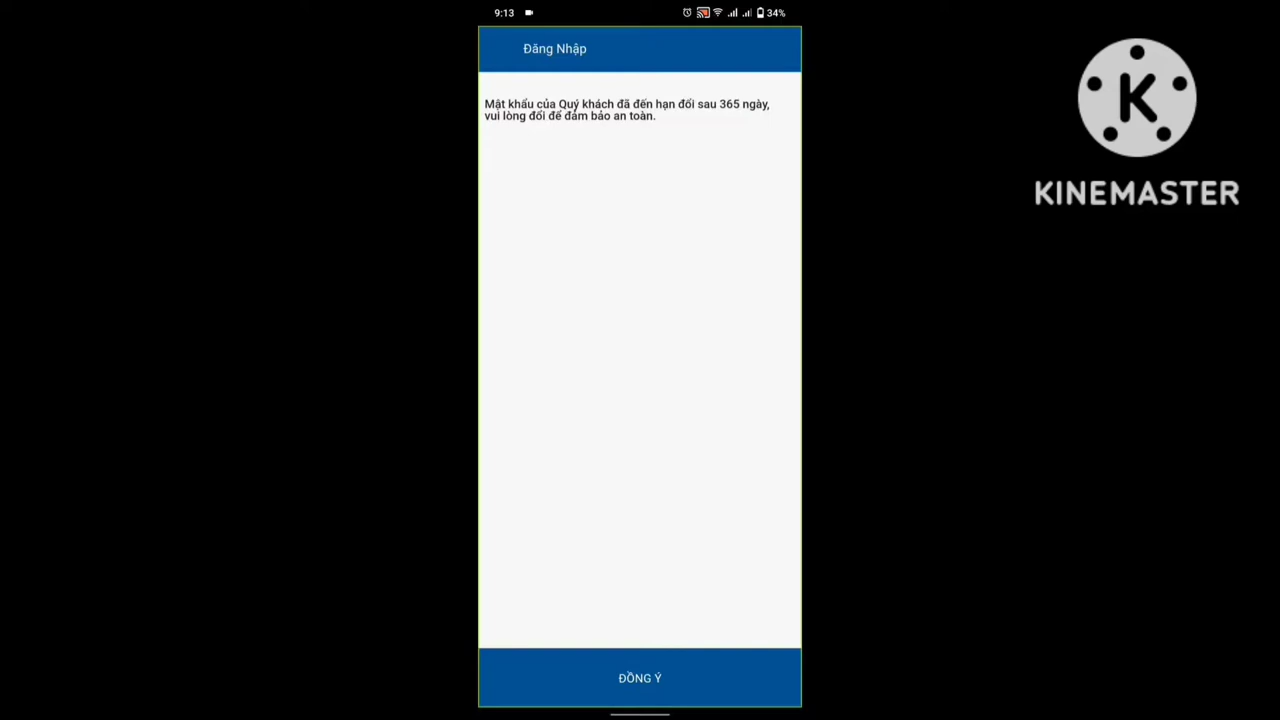 9:13
34%
Đăng Nhập
Mật khẩu của Quý khách đã đến hạn đổi sau 365 ngày,
vui lòng đổi để đảm bảo an toàn.
ĐỒNG Ý
K
KINEMASTER